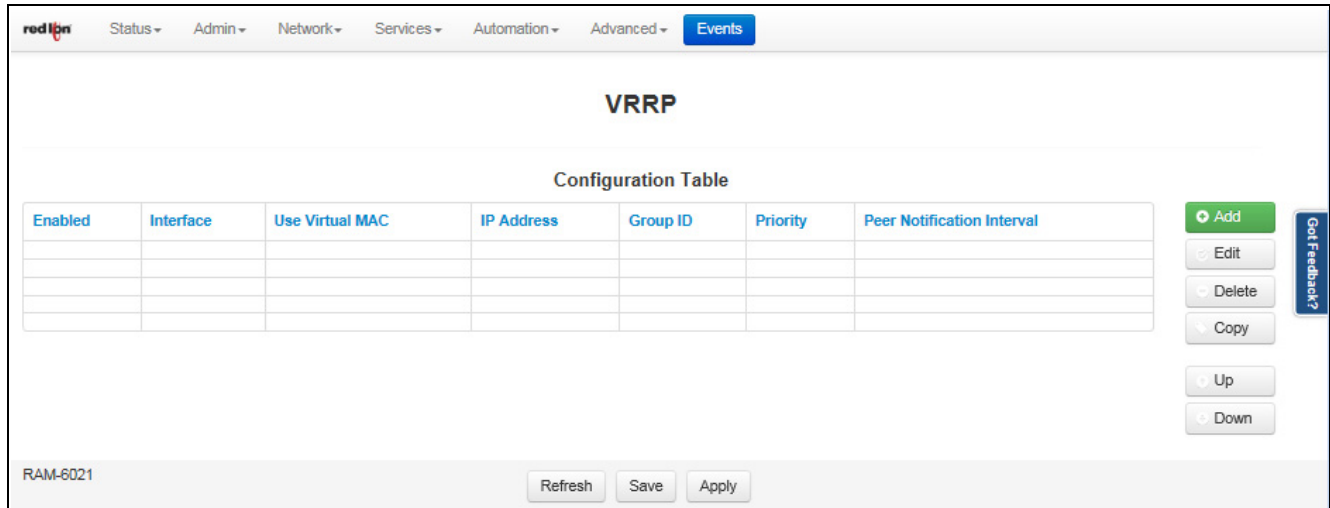 red lion Status Admin Network Services Automation Advanced Events
VRRP
Configuration Table
Enabled Interface Use Virtual MAC IP Address Group ID Priority Peer Notification Interval
Add
Edit
Delete
Copy
Up
Down
Got Feedback?
RAM-6021
Refresh Save Apply